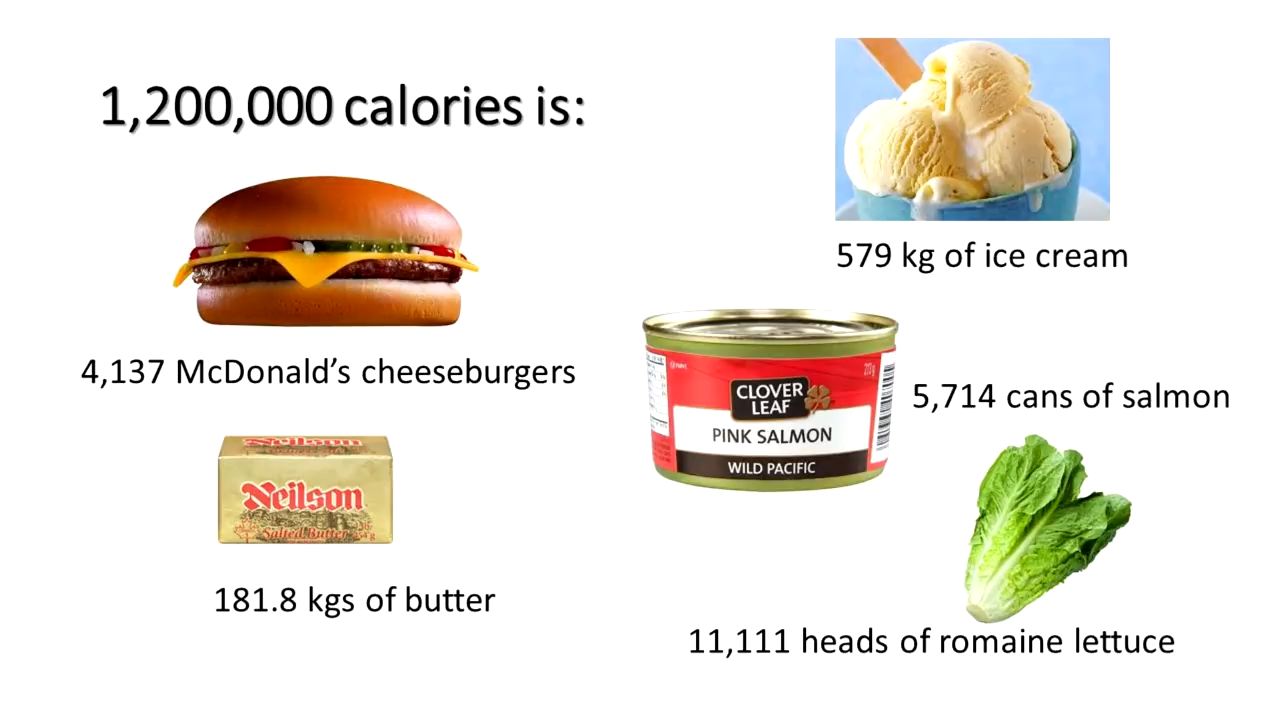 1,200,000 calories is:
4,137 McDonald’s cheeseburgers
Neilson
Neilson
Salted Butter
181.8 kgs of butter
579 kg of ice cream
213 g
CLOVER
LEAF
PINK SALMON
WILD PACIFIC
5,714 cans of salmon
11,111 heads of romaine lettuce